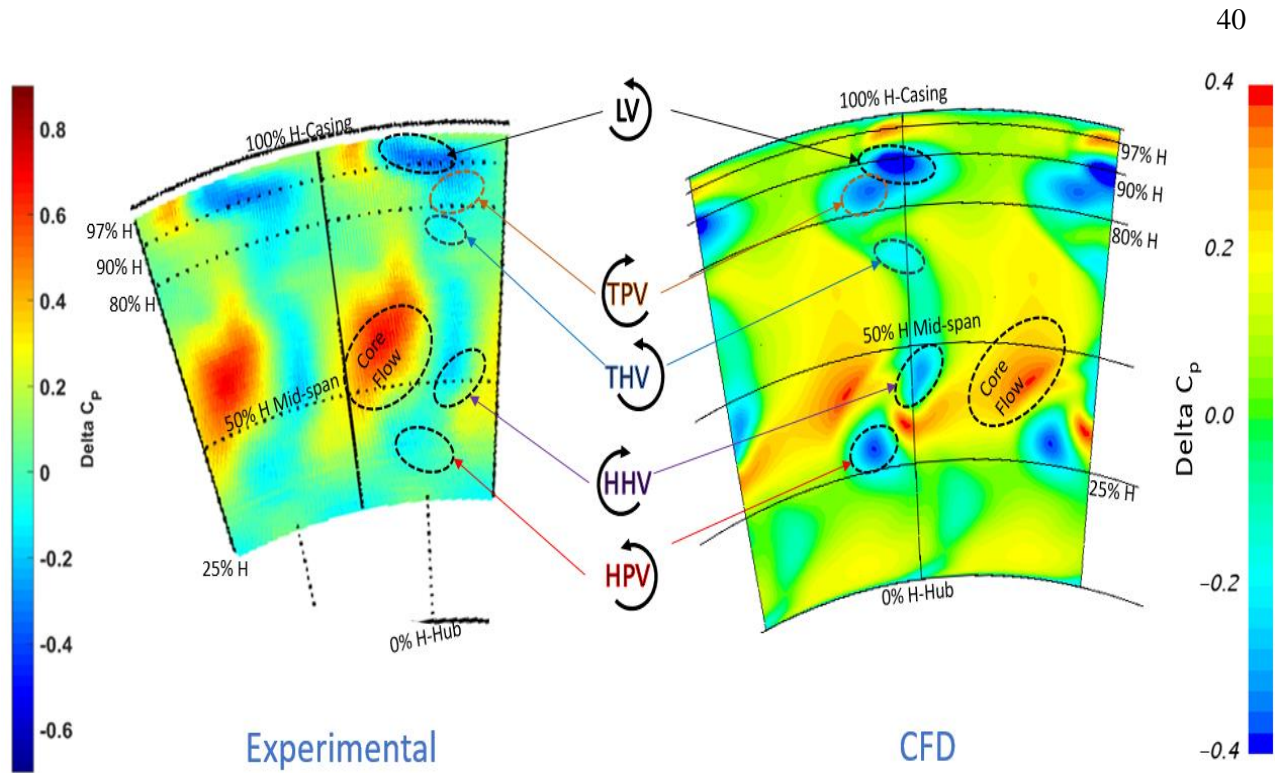 40
0.8
0.6
0.4
0.2
0
-0.2
-0.4
-0.6
Delta CP
100% H-Casing
97% H
90% H
80% H
50% H Mid-span
25% H
0% H-Hub
Core
Flow
Experimental
LV
TPV
THV
HHV
HPV
100% H-Casing
97% H
90% H
80% H
50% H Mid-span
Core
Flow
25% H
0% H-Hub
CFD
0.4
0.2
0.0
−0.2
−0.4
Delta CP